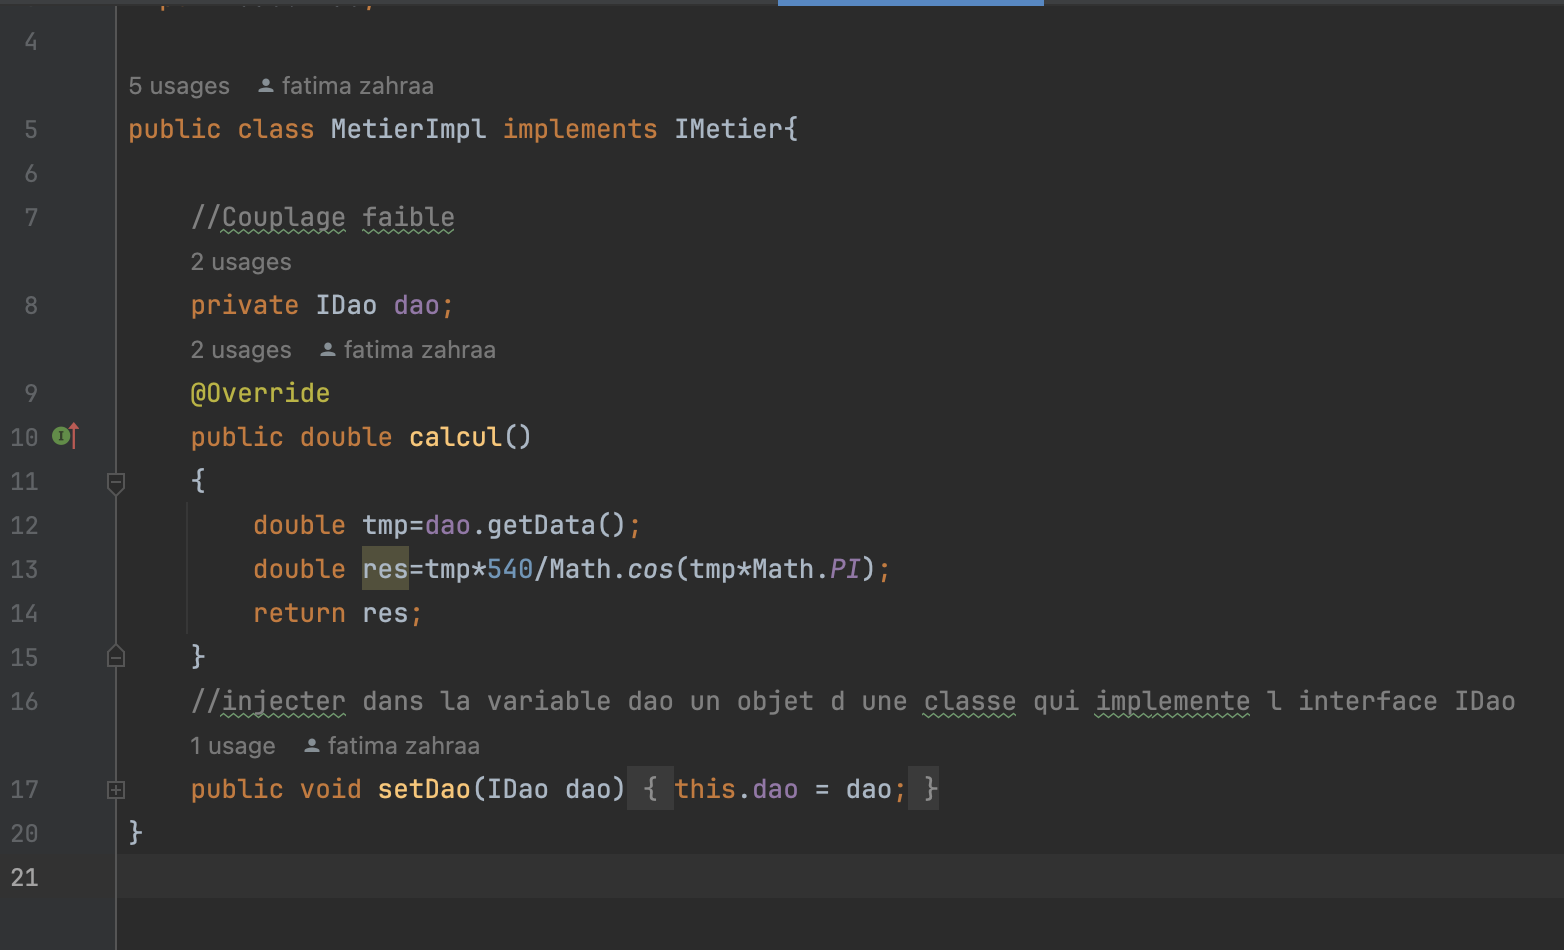 4
5 usages fatima zahraa
5 public class MetierImpl implements IMetier{
6
7 //Couplage faible
2 usages
8 private IDao dao;
2 usages fatima zahraa
9 @Override
10 public double calcul()
11 {
12 double tmp=dao.getData();
13 double res=tmp*540/Math.cos(tmp*Math.PI);
14 return res;
15 }
16 //injecter dans la variable dao un objet d une classe qui implemente l interface IDao
1 usage fatima zahraa
17 public void setDao(IDao dao) { this.dao = dao; }
20 }
21